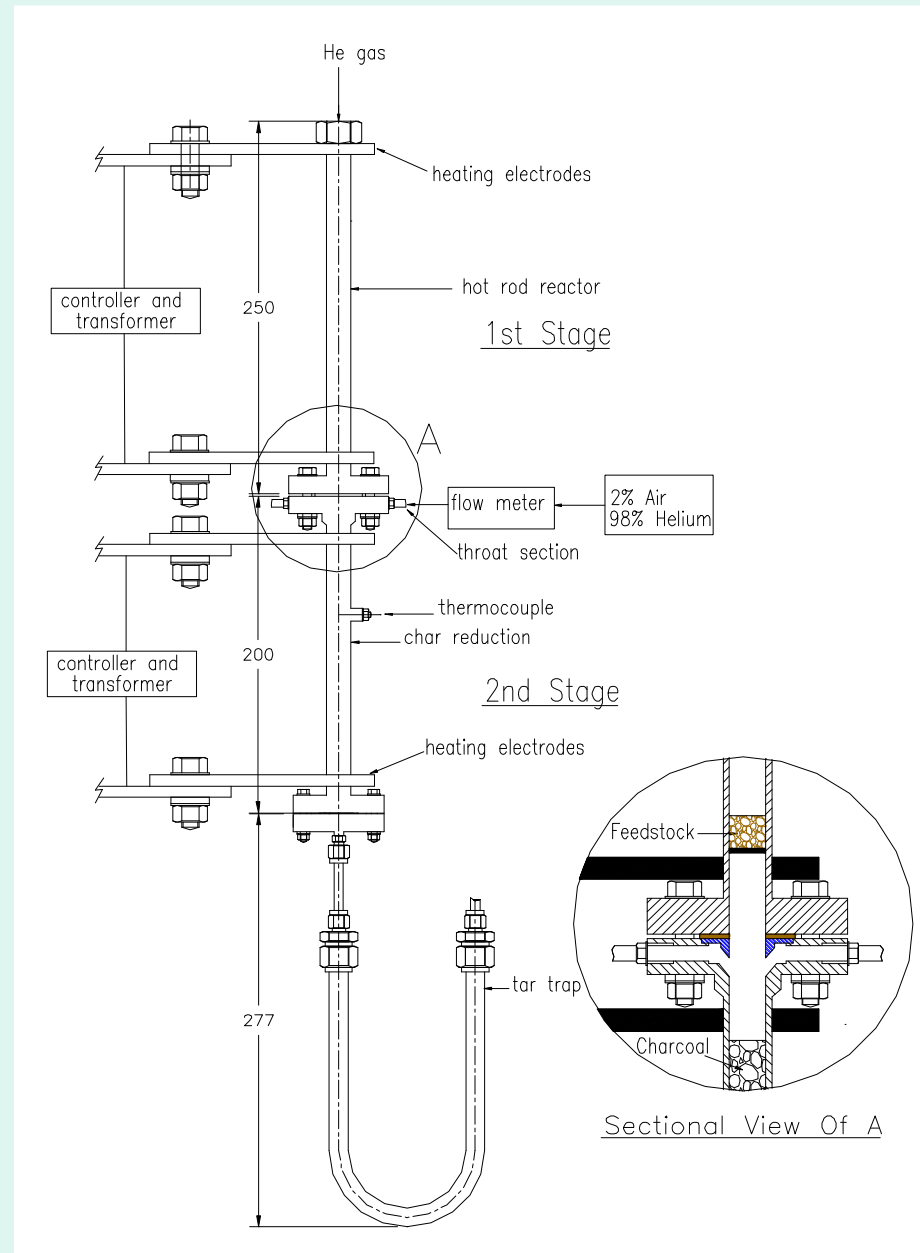 He gas
heating electrodes
hot rod reactor
controller and
transformer
250
1st Stage
A
flow meter
2% Air
98% Helium
throat section
thermocouple
char reduction
200
controller and
transformer
2nd Stage
heating electrodes
Feedstock
tar trap
277
Charcoal
Sectional View Of A